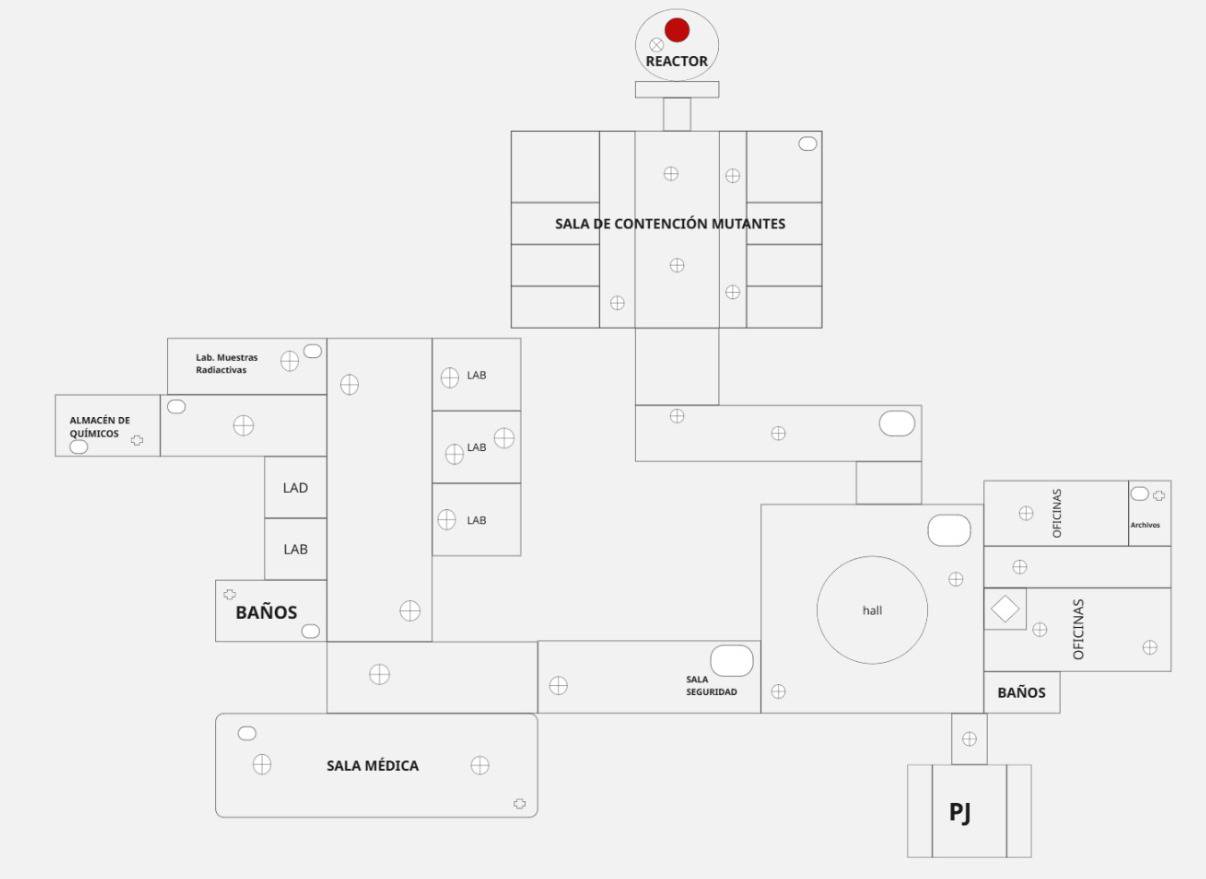 REACTOR
SALA DE CONTENCIÓN MUTANTES
Lab. Muestras
Radiactivas
LAB
ALMACÉN DE
QUÍMICOS
LAB
LAD
LAB
LAB
BAÑOS
OFICINAS
Archivos
hall
OFICINAS
SALA
SEGURIDAD
BAÑOS
SALA MÉDICA
PJ